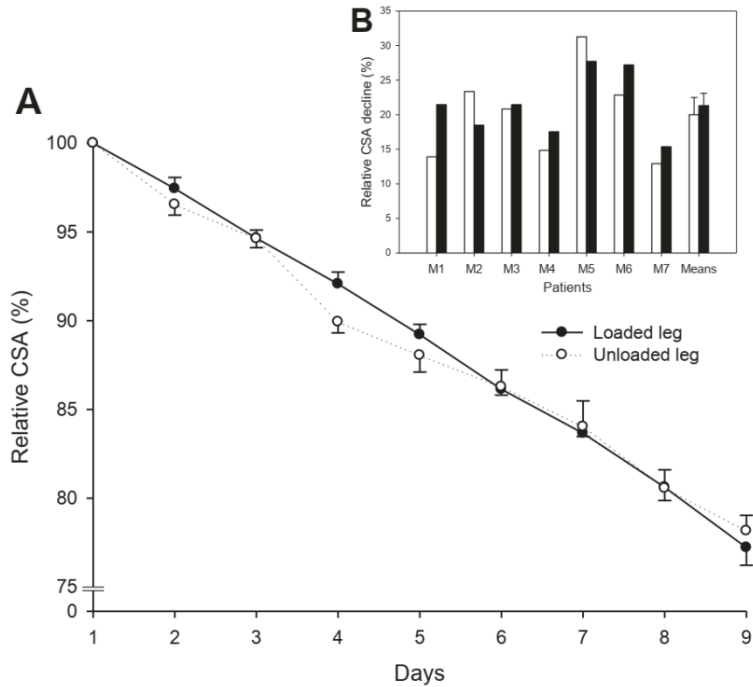 A
Relative CSA (%)
100
95
90
85
80
75
0
1 2 3 4 5 6 7 8 9
Days
B
Relative CSA decline (%)
35
30
25
20
15
10
5
0
M1 M2 M3 M4 M5 M6 M7 Means
Patients
Loaded leg
Unloaded leg